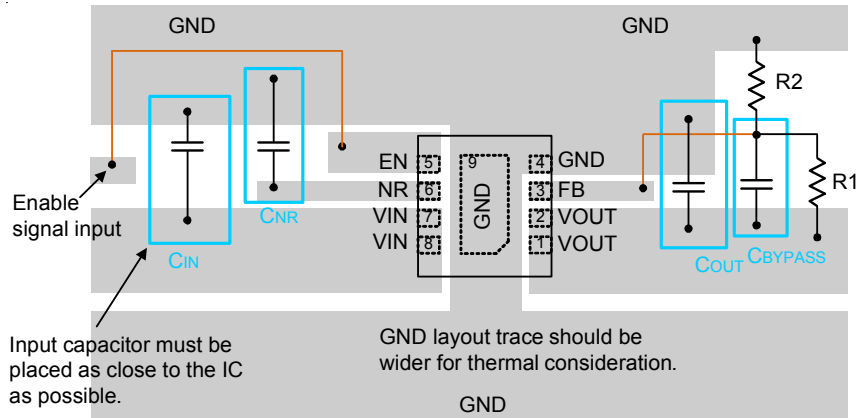 GND
GND
R2
EN 5 9 4 GND
NR 6 3 FB
VIN 7 GND 2 VOUT
VIN 8 1 VOUT
R1
Enable
signal input
CNR
CIN
COUT
CBYPASS
Input capacitor must be
placed as close to the IC
as possible.
GND layout trace should be
wider for thermal consideration.
GND